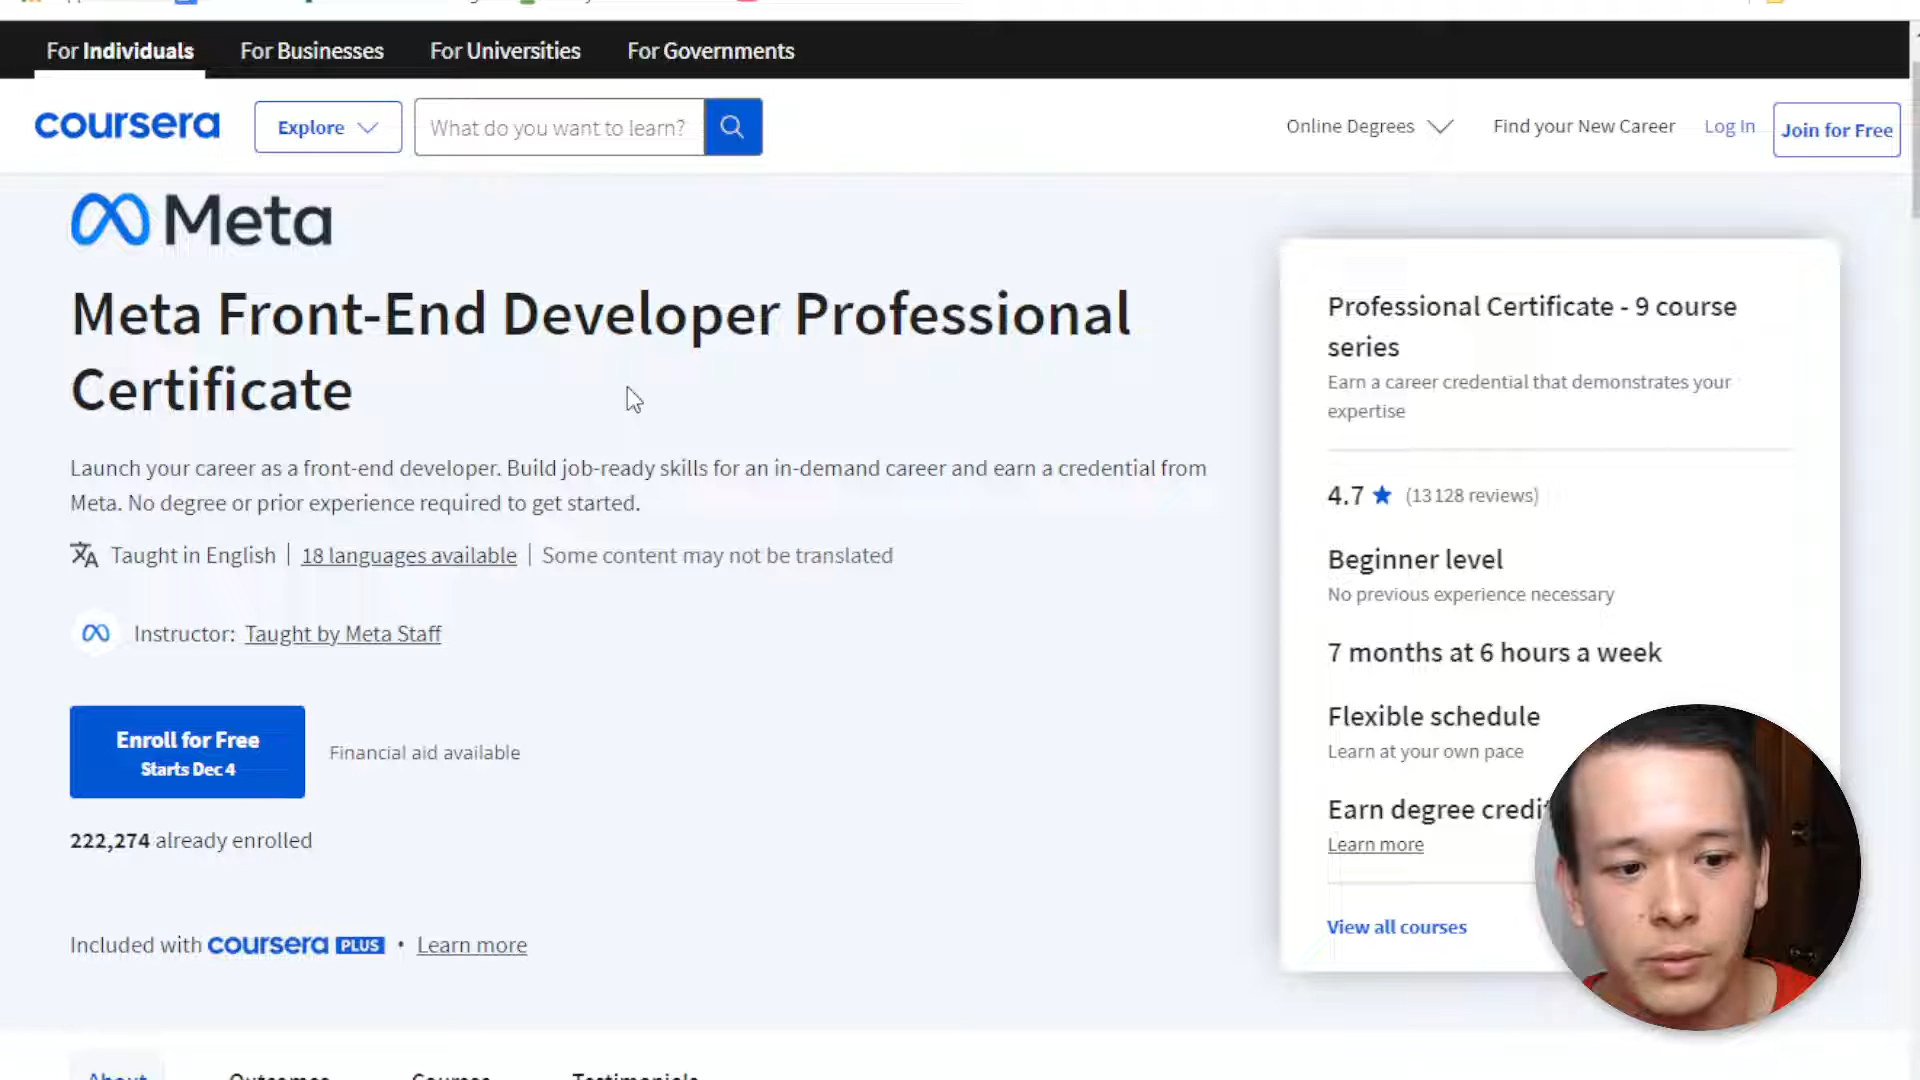 For Individuals For Businesses For Universities For Governments
coursera Explore What do you want to learn? Online Degrees Find your New Career Log In Join for Free
Meta
Meta Front-End Developer Professional
Certificate
Launch your career as a front-end developer. Build job-ready skills for an in-demand career and earn a credential from
Meta. No degree or prior experience required to get started.
Taught in English | 18 languages available | Some content may not be translated
Instructor: Taught by Meta Staff
Enroll for Free
Starts Dec 4
Financial aid available
222,274 already enrolled
Included with coursera PLUS • Learn more
Professional Certificate - 9 course
series
Earn a career credential that demonstrates your
expertise
4.7 ★ (13 128 reviews)
Beginner level
No previous experience necessary
7 months at 6 hours a week
Flexible schedule
Learn at your own pace
Earn degree credit
Learn more
View all courses
About Outcomes Courses Testimonials